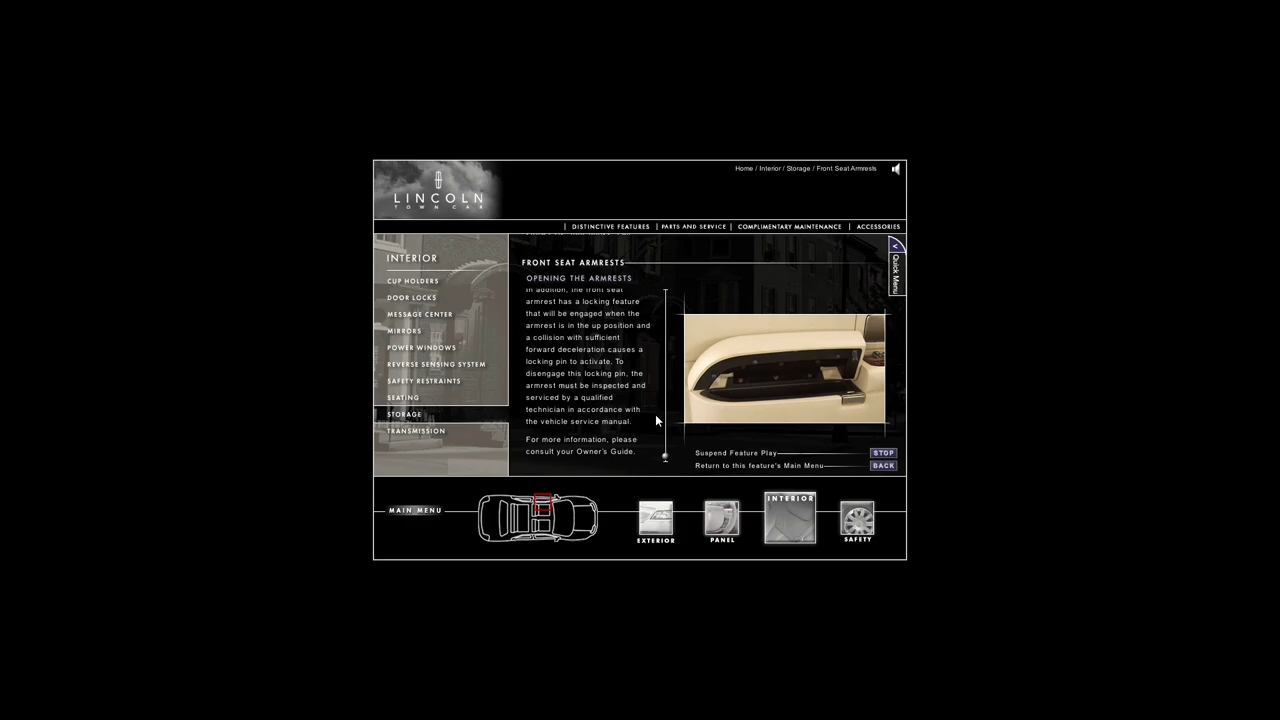 Home / Interior / Storage / Front Seat Armrests
LINCOLN
TOWN CAR
DISTINCTIVE FEATURES
PARTS AND SERVICE
COMPLIMENTARY MAINTENANCE
ACCESSORIES
INTERIOR
CUP HOLDERS
DOOR LOCKS
MESSAGE CENTER
MIRRORS
POWER WINDOWS
REVERSE SENSING SYSTEM
SAFETY RESTRAINTS
SEATING
STORAGE
TRANSMISSION
FRONT SEAT ARMRESTS
OPENING THE ARMRESTS
In addition, the front seat
armrest has a locking feature
that will be engaged when the
armrest is in the up position and
a collision with sufficient
forward deceleration causes a
locking pin to activate. To
disengage this locking pin, the
armrest must be inspected and
serviced by a qualified
technician in accordance with
the vehicle service manual.
For more information, please
consult your Owner's Guide.
< Quick Menu
Suspend Feature Play
STOP
Return to this feature's Main Menu
BACK
MAIN MENU
EXTERIOR
PANEL
INTERIOR
SAFETY